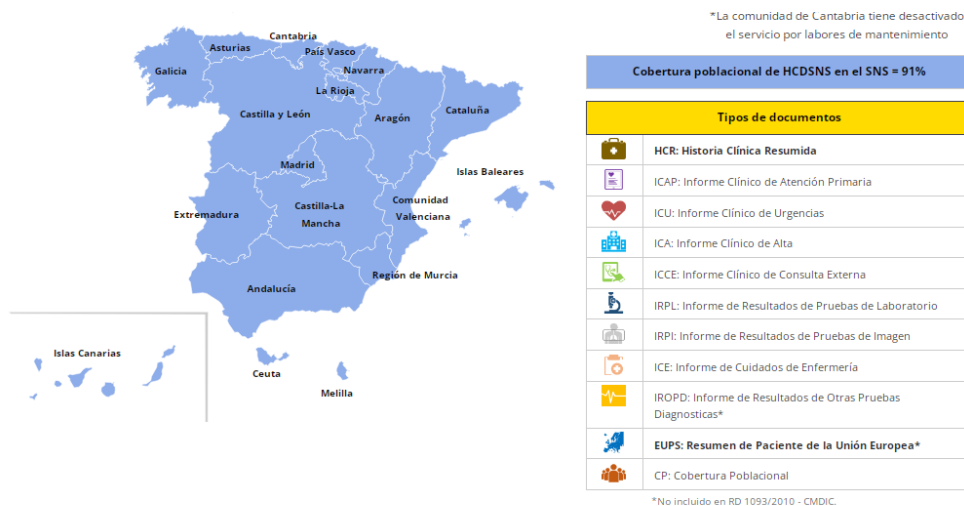 *La comunidad de Cantabria tiene desactivado
el servicio por labores de mantenimiento
Cantabria
Asturias
País Vasco
Galicia
Navarra
La Rioja
Castilla y León
Aragón
Cataluña
Madrid
Islas Baleares
Extremadura
Castilla-La
Mancha
Comunidad
Valenciana
Región de Murcia
Andalucía
Islas Canarias
Ceuta
Melilla
Cobertura poblacional de HCDSNS en el SNS = 91%
Tipos de documentos
HCR: Historia Clínica Resumida
ICAP: Informe Clínico de Atención Primaria
ICU: Informe Clínico de Urgencias
ICA: Informe Clínico de Alta
ICCE: Informe Clínico de Consulta Externa
IRPL: Informe de Resultados de Pruebas de Laboratorio
IRPI: Informe de Resultados de Pruebas de Imagen
ICE: Informe de Cuidados de Enfermería
IROPD: Informe de Resultados de Otras Pruebas
Diagnosticas*
EUPS: Resumen de Paciente de la Unión Europea*
CP: Cobertura Poblacional
*No incluido en RD 1093/2010 - CMDIC.